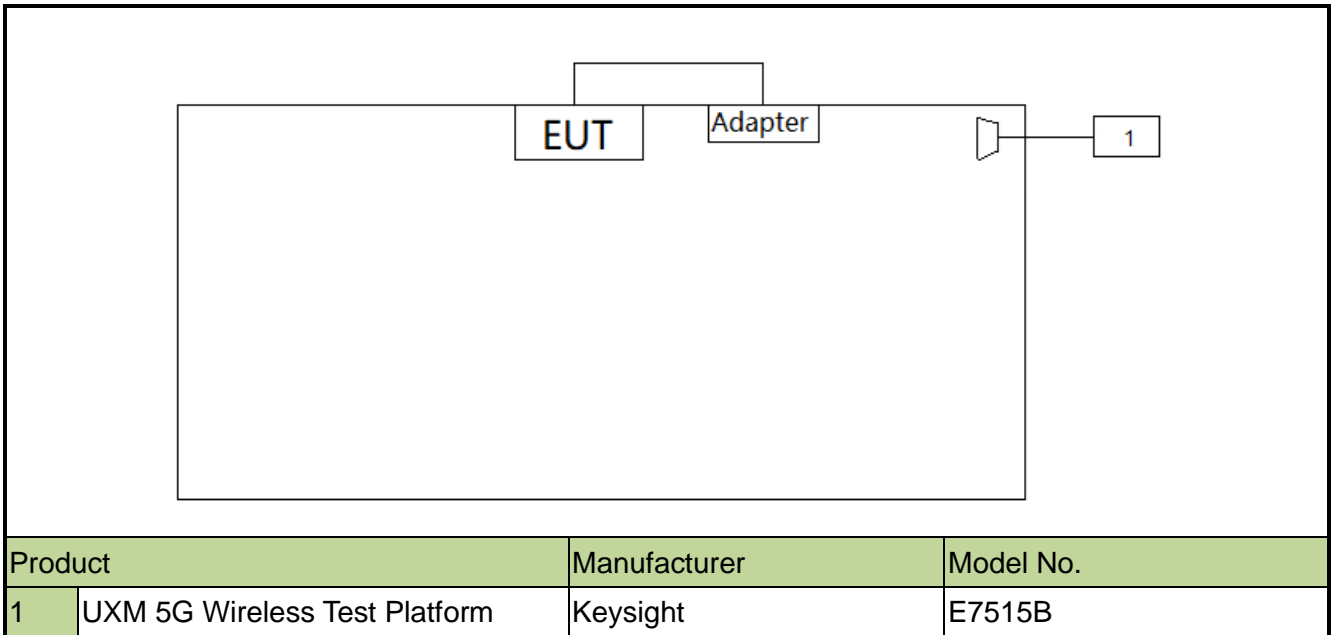 EUT
Adapter
1
Product Manufacturer Model No.
1 UXM 5G Wireless Test Platform Keysight E7515B